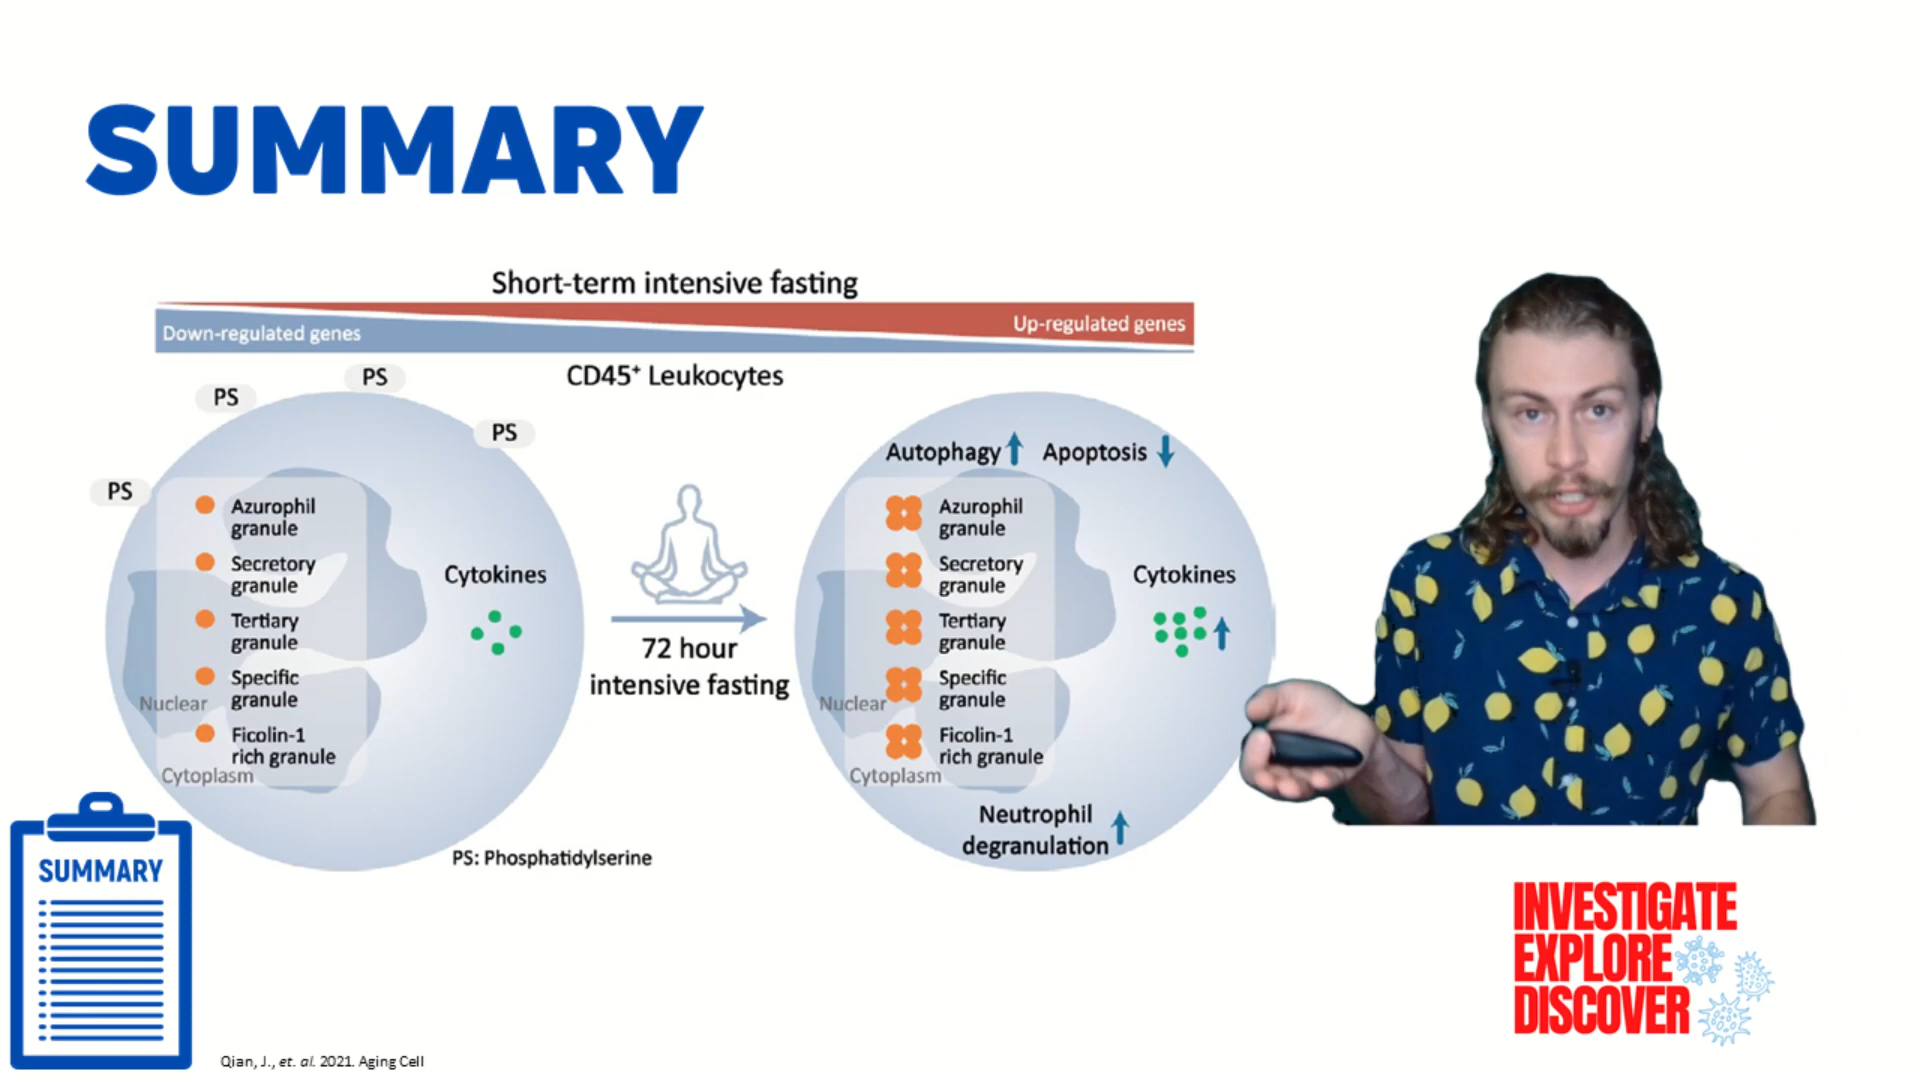 SUMMARY
Short-term intensive fasting
Down-regulated genes
Up-regulated genes
CD45⁺ Leukocytes
PS
PS
PS
PS
Azurophil
granule
Secretory
granule
Tertiary
granule
Specific
granule
Ficolin-1
rich granule
Nuclear
Cytoplasm
Cytokines
PS: Phosphatidylserine
72 hour
intensive fasting
Autophagy
Apoptosis
Azurophil
granule
Secretory
granule
Tertiary
granule
Specific
granule
Ficolin-1
rich granule
Nuclear
Cytoplasm
Cytokines
Neutrophil
degranulation
SUMMARY
Qian, J., et. al. 2021. Aging Cell
INVESTIGATE
EXPLORE
DISCOVER